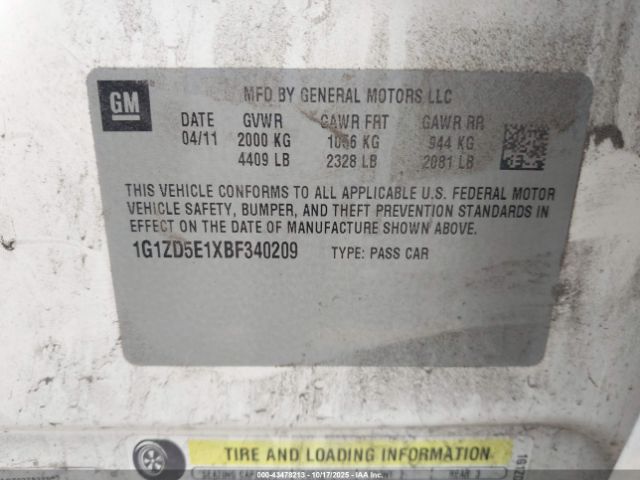 GM
MFD BY GENERAL MOTORS LLC
DATE GVWR GAWR FRT GAWR RR
04/11 2000 KG 1056 KG 944 KG
4409 LB 2328 LB 2081 LB
THIS VEHICLE CONFORMS TO ALL APPLICABLE U.S. FEDERAL MOTOR
VEHICLE SAFETY, BUMPER, AND THEFT PREVENTION STANDARDS IN
EFFECT ON THE DATE OF MANUFACTURE SHOWN ABOVE.
1G1ZD5E1XBF340209 TYPE: PASS CAR
TIRE AND LOADING INFORMATION
© 000-43478213 - 10/17/2025 - IAA Inc.